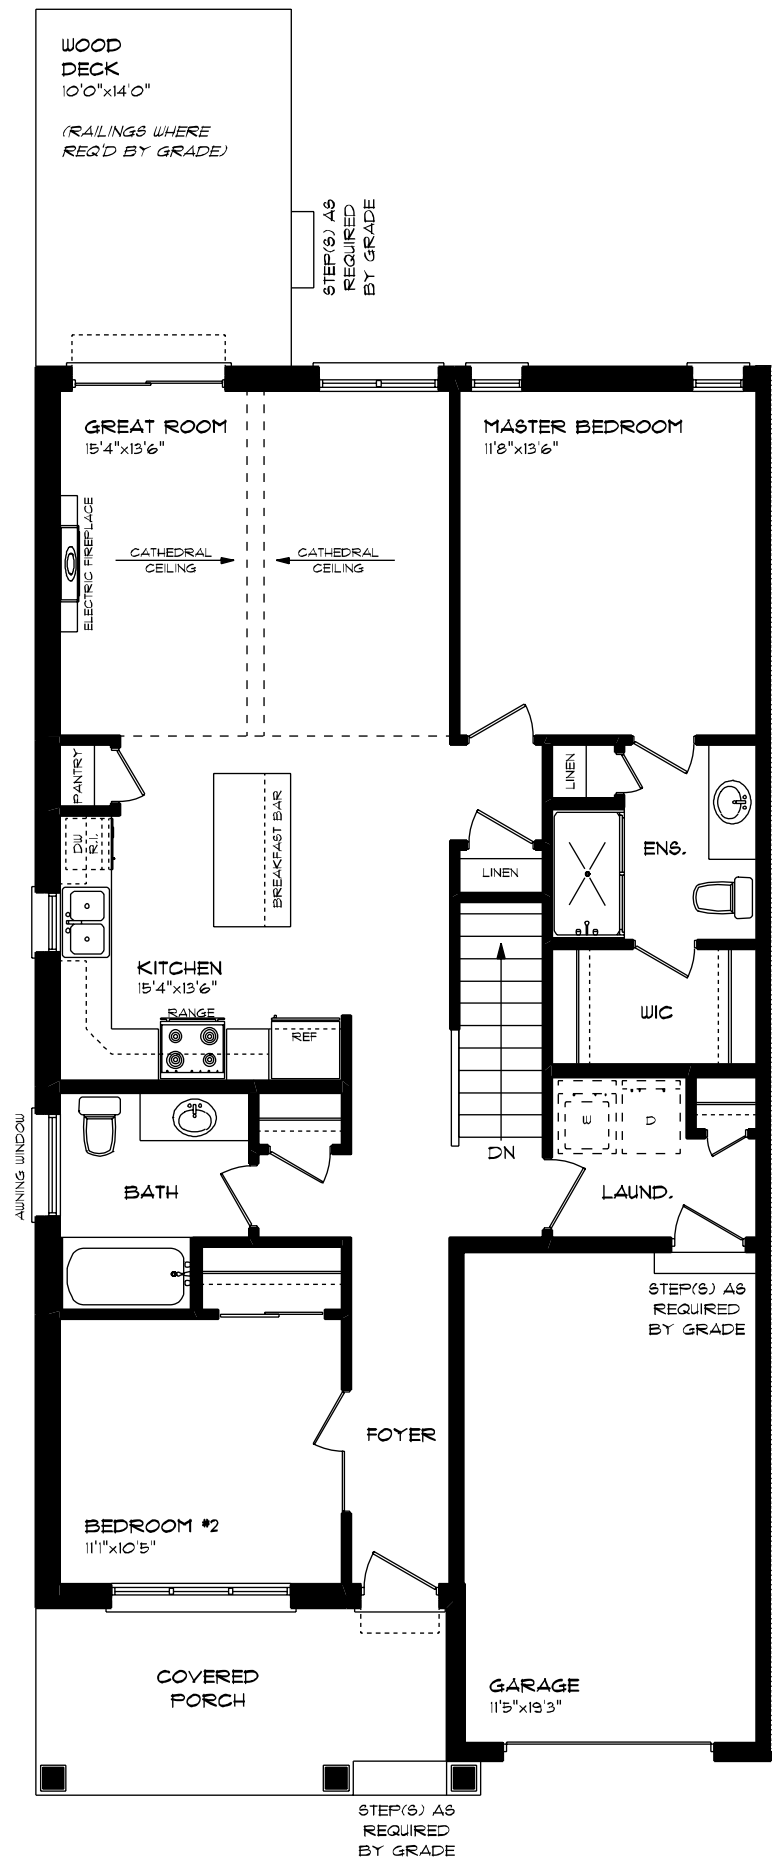 WOOD
DECK
10'0"x14'0"
(RAILINGS WHERE
REQ'D BY GRADE)
STEP(S) AS
REQUIRED
BY GRADE
GREAT ROOM
15'4"x13'6"
MASTER BEDROOM
11'8"x13'6"
ELECTRIC FIREPLACE
CATHEDRAL
CEILING
CATHEDRAL
CEILING
PANTRY
LINEN
DW
R.I.
BREAKFAST BAR
ENS.
LINEN
KITCHEN
15'4"x13'6"
RANGE
REF
WIC
AWNING WINDOW
W
D
DN
BATH
LAUND.
STEP(S) AS
REQUIRED
BY GRADE
FOYER
BEDROOM #2
11'1"x10'5"
COVERED
PORCH
GARAGE
11'5"x19'3"
STEP(S) AS
REQUIRED
BY GRADE